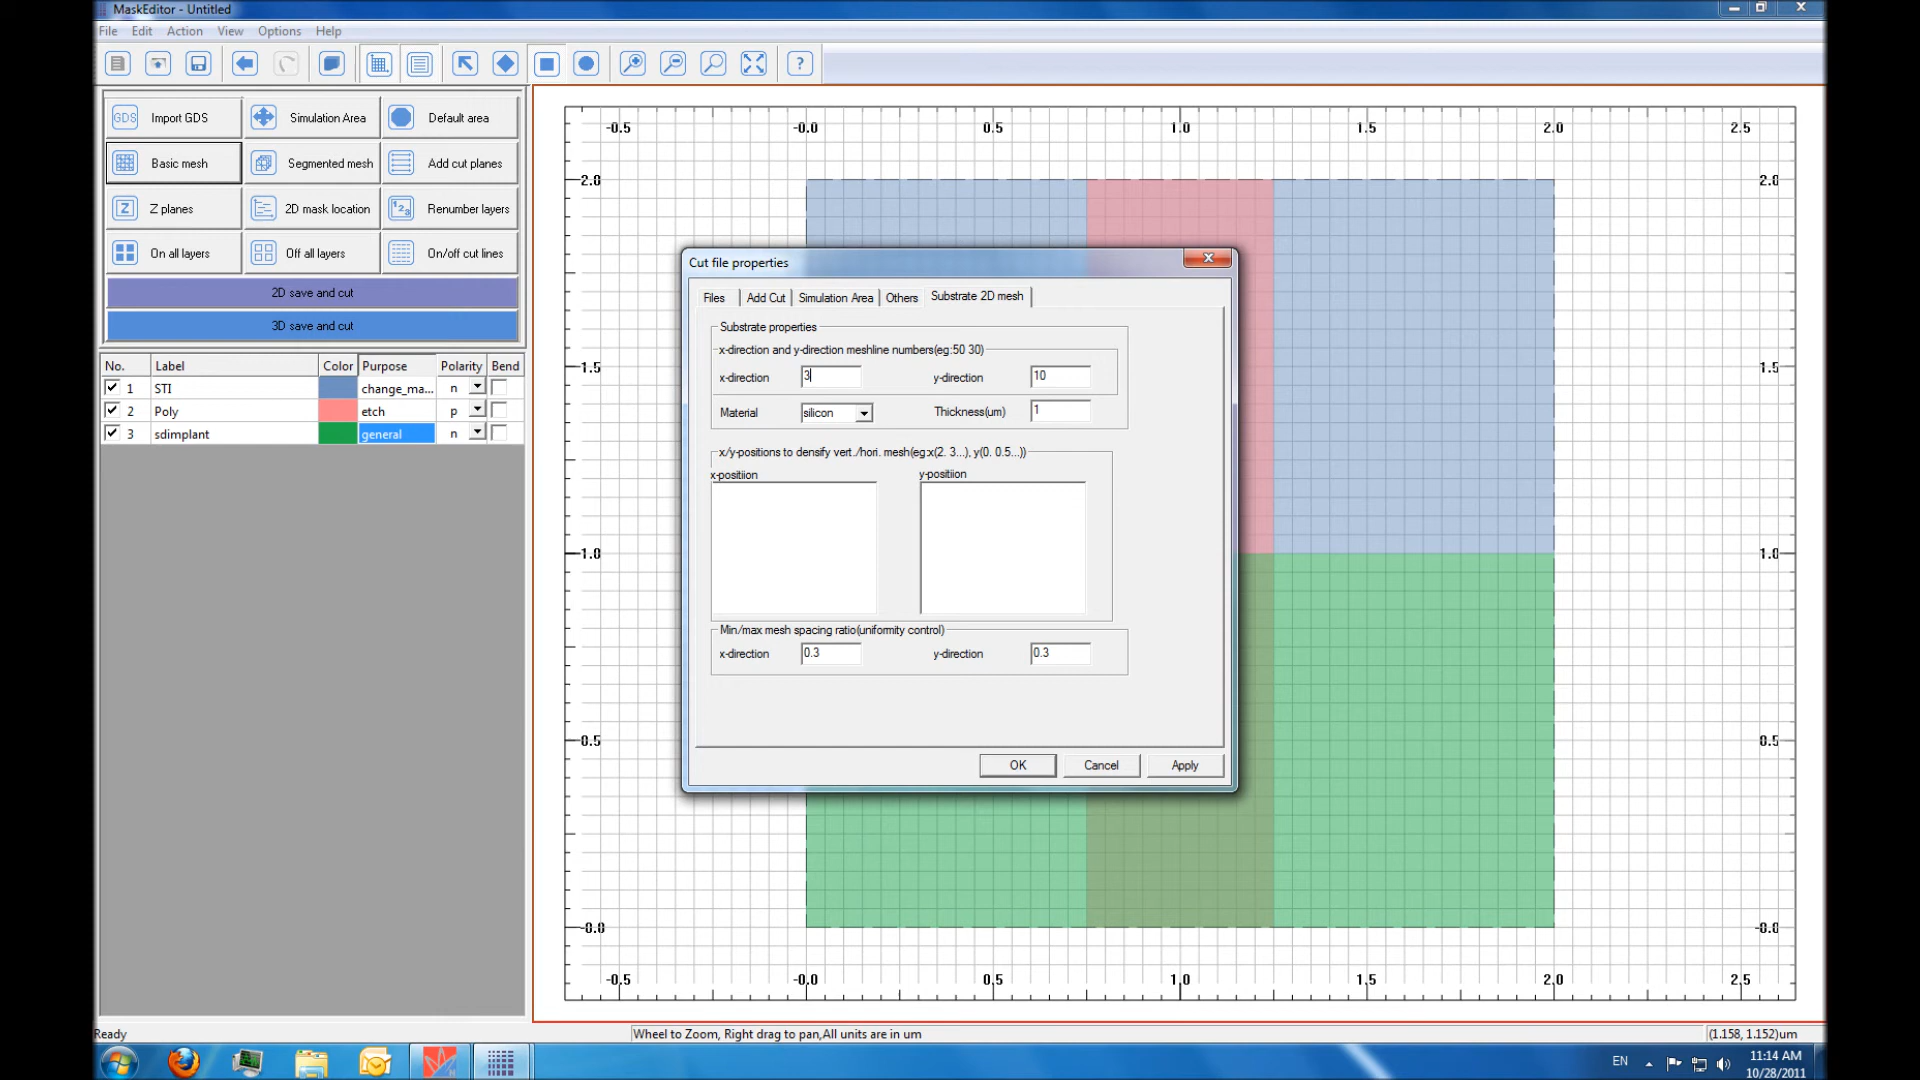 MaskEditor - Untitled
File Edit Action View Options Help
GDS Import GDS Simulation Area Default area
Basic mesh Segmented mesh Add cut planes
Z Z planes 2D mask location Renumber layers
On all layers Off all layers On/off cut lines
2D save and cut
3D save and cut
No. Label Color Purpose Polarity Bend
1 STI change_ma... n
2 Poly etch p
3 sdimplant general n
-0.5 -0.0 0.5 1.0 1.5 2.0 2.5
2.0 2.0
1.5
1.0 1.0
0.5 0.5
-0.0 -0.0
-0.5 -0.0 0.5 1.0 1.5 2.0 2.5
Cut file properties
Files Add Cut Simulation Area Others Substrate 2D mesh
Substrate properties
x-direction and y-direction meshline numbers(eg:50 30)
x-direction 3 y-direction 10
Material silicon Thickness(um) 1
x/y-positions to densify vert./hori. mesh(eg:x(2. 3...), y(0. 0.5...))
x-postiion y-postiion
Min/max mesh spacing ratio(uniformity control)
x-direction 0.3 y-direction 0.3
OK Cancel Apply
Ready Wheel to Zoom, Right drag to pan,All units are in um (1.158, 1.152)um
EN 11:14 AM
10/28/2011